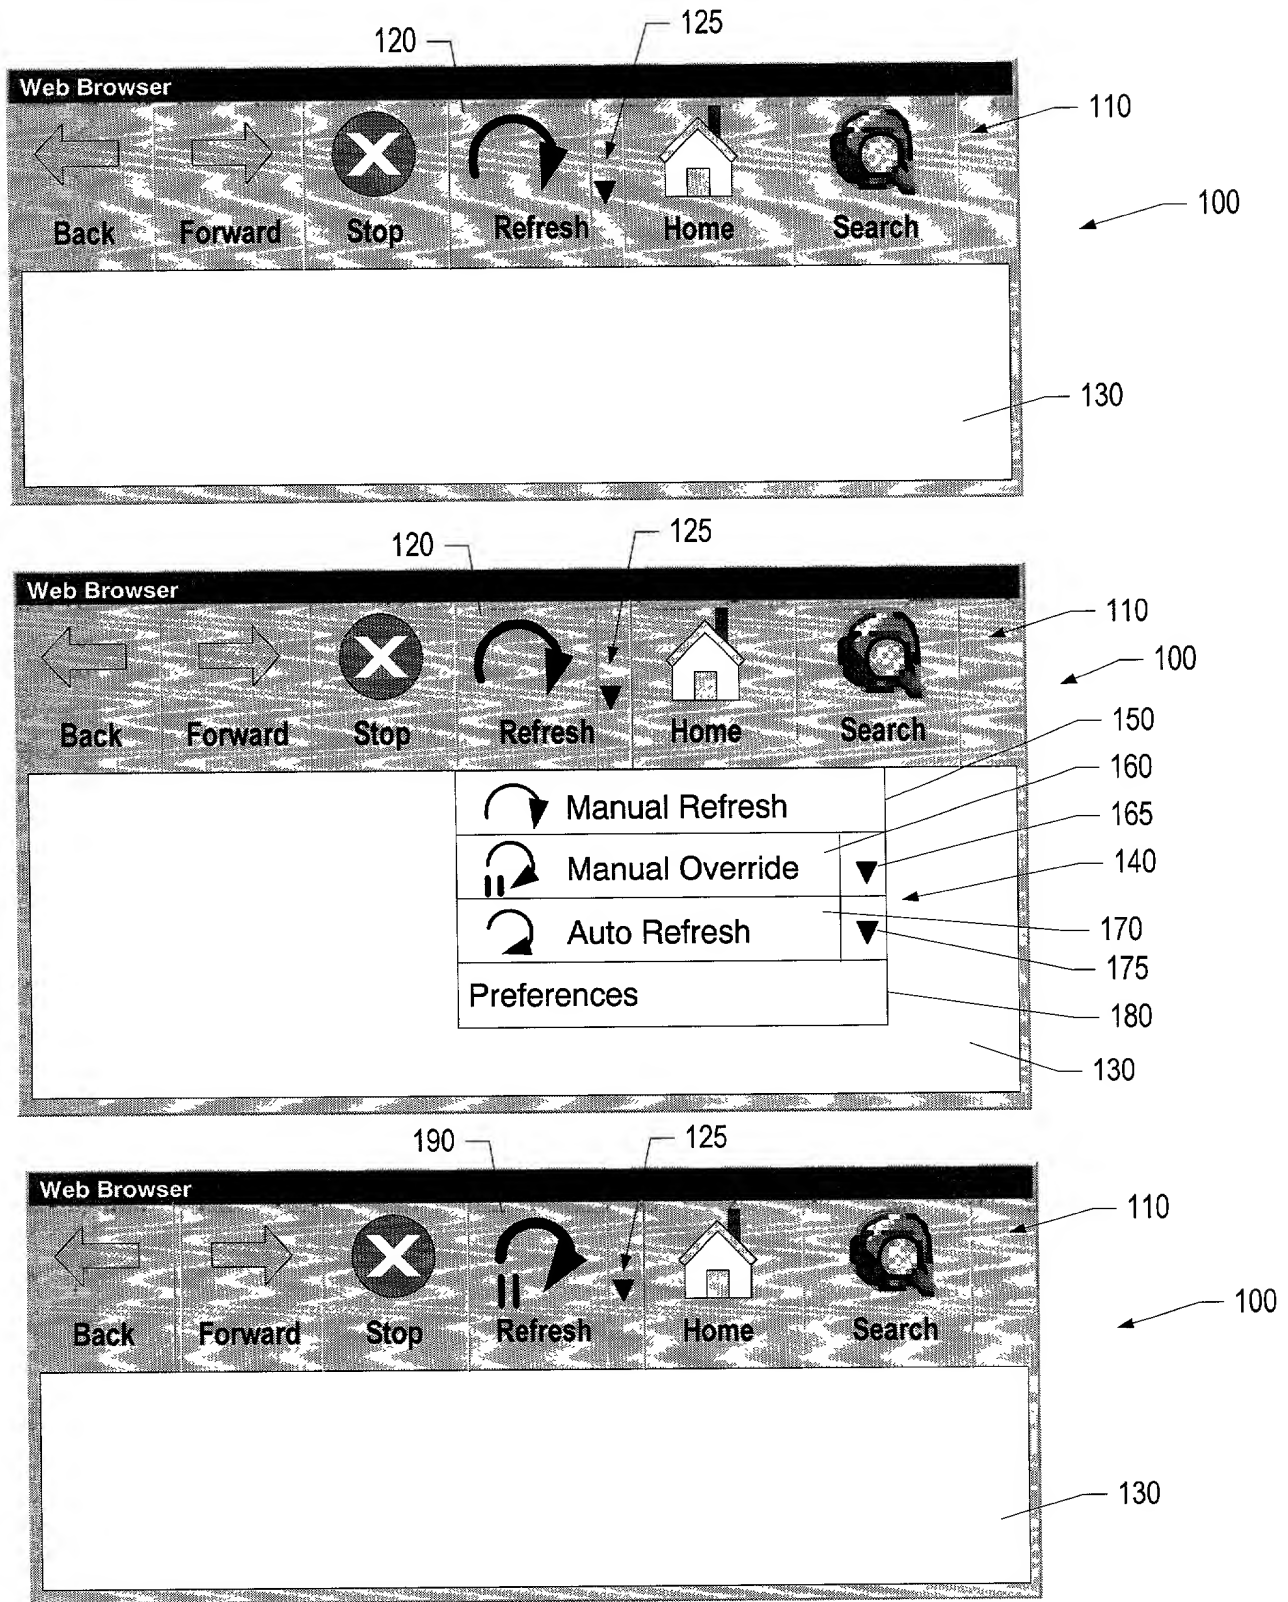 120
125
Web Browser
110
100
Back Forward Stop Refresh Home Search
130
120
125
Web Browser
110
100
Back Forward Stop Refresh Home Search
150
160
Manual Refresh
165
Manual Override
140
Auto Refresh
170
175
Preferences
180
130
190
125
Web Browser
110
100
Back Forward Stop Refresh Home Search
130